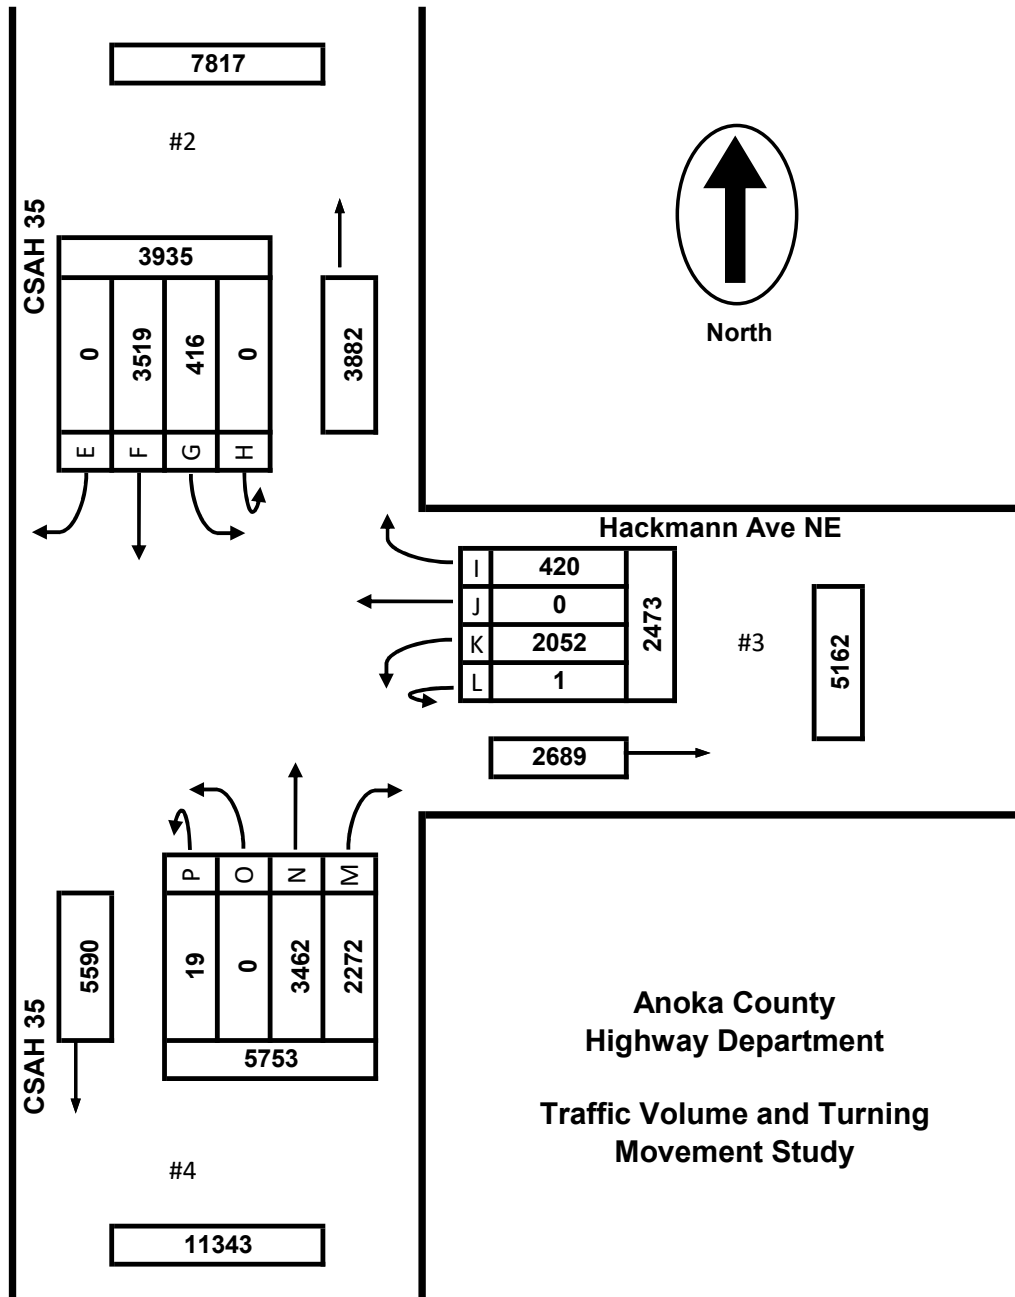 7817
#2
CSAH 35
3935
0
3519
416
0
E
F
G
H
3882
North
Hackmann Ave NE
I 420
J 0
K 2052
L 1
2473
#3
5162
2689
P
O
N
M
19
0
3462
2272
5753
5590
CSAH 35
#4
11343
Anoka County
Highway Department
Traffic Volume and Turning
Movement Study